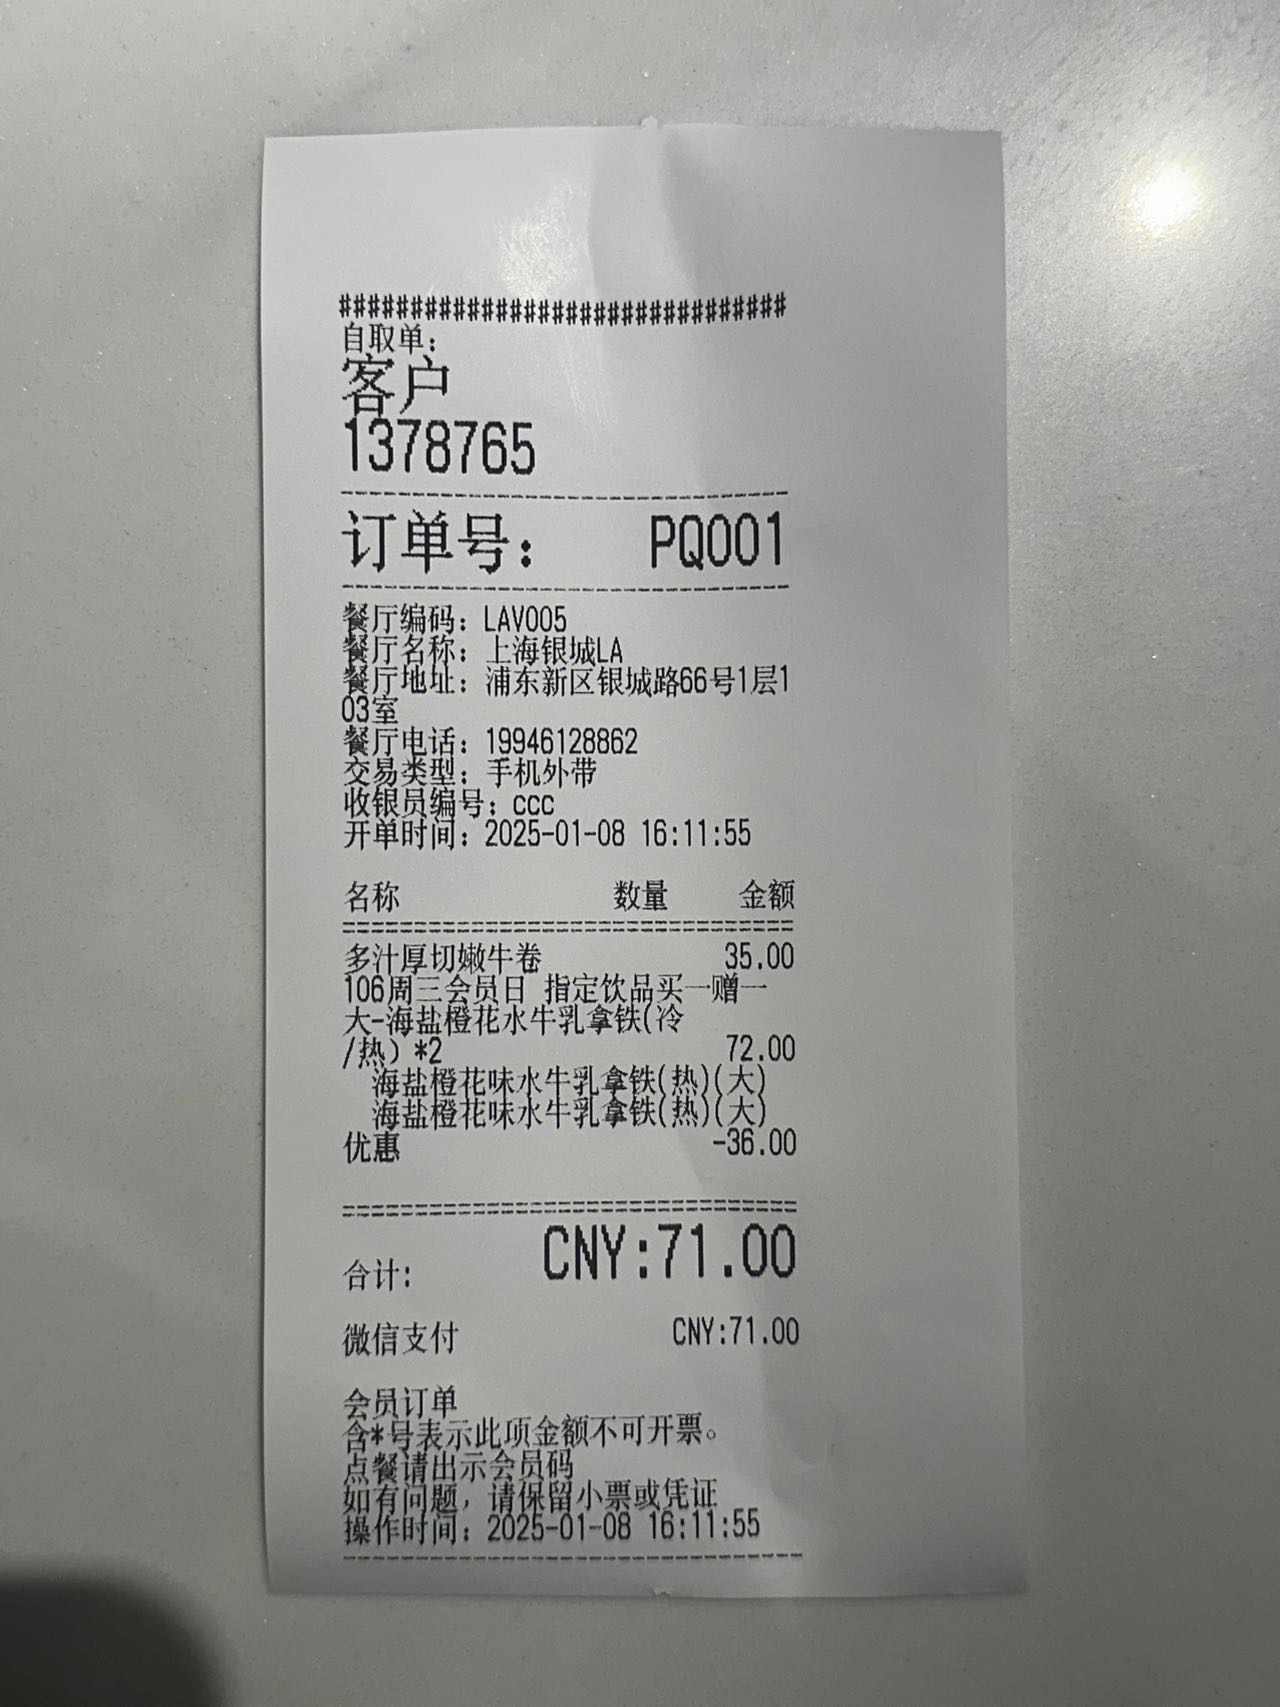 ################################
自取单:
客户
1378765
订单号: PQ001
餐厅编码: LAV005
餐厅名称: 上海银城LA
餐厅地址: 浦东新区银城路66号1层1
03室
餐厅电话: 19946128862
交易类型: 手机外带
收银员编号: ccc
开单时间: 2025-01-08 16:11:55
名称 数量 金额
多汁厚切嫩牛卷 35.00
106周三会员日 指定饮品买一赠一
大-海盐橙花水牛乳拿铁(冷
/热) *2 72.00
海盐橙花味水牛乳拿铁(热)(大)
海盐橙花味水牛乳拿铁(热)(大)
优惠 -36.00
合计: CNY:71.00
微信支付 CNY:71.00
会员订单
含*号表示此项金额不可开票。
点餐请出示会员码
如有问题，请保留小票或凭证
操作时间: 2025-01-08 16:11:55